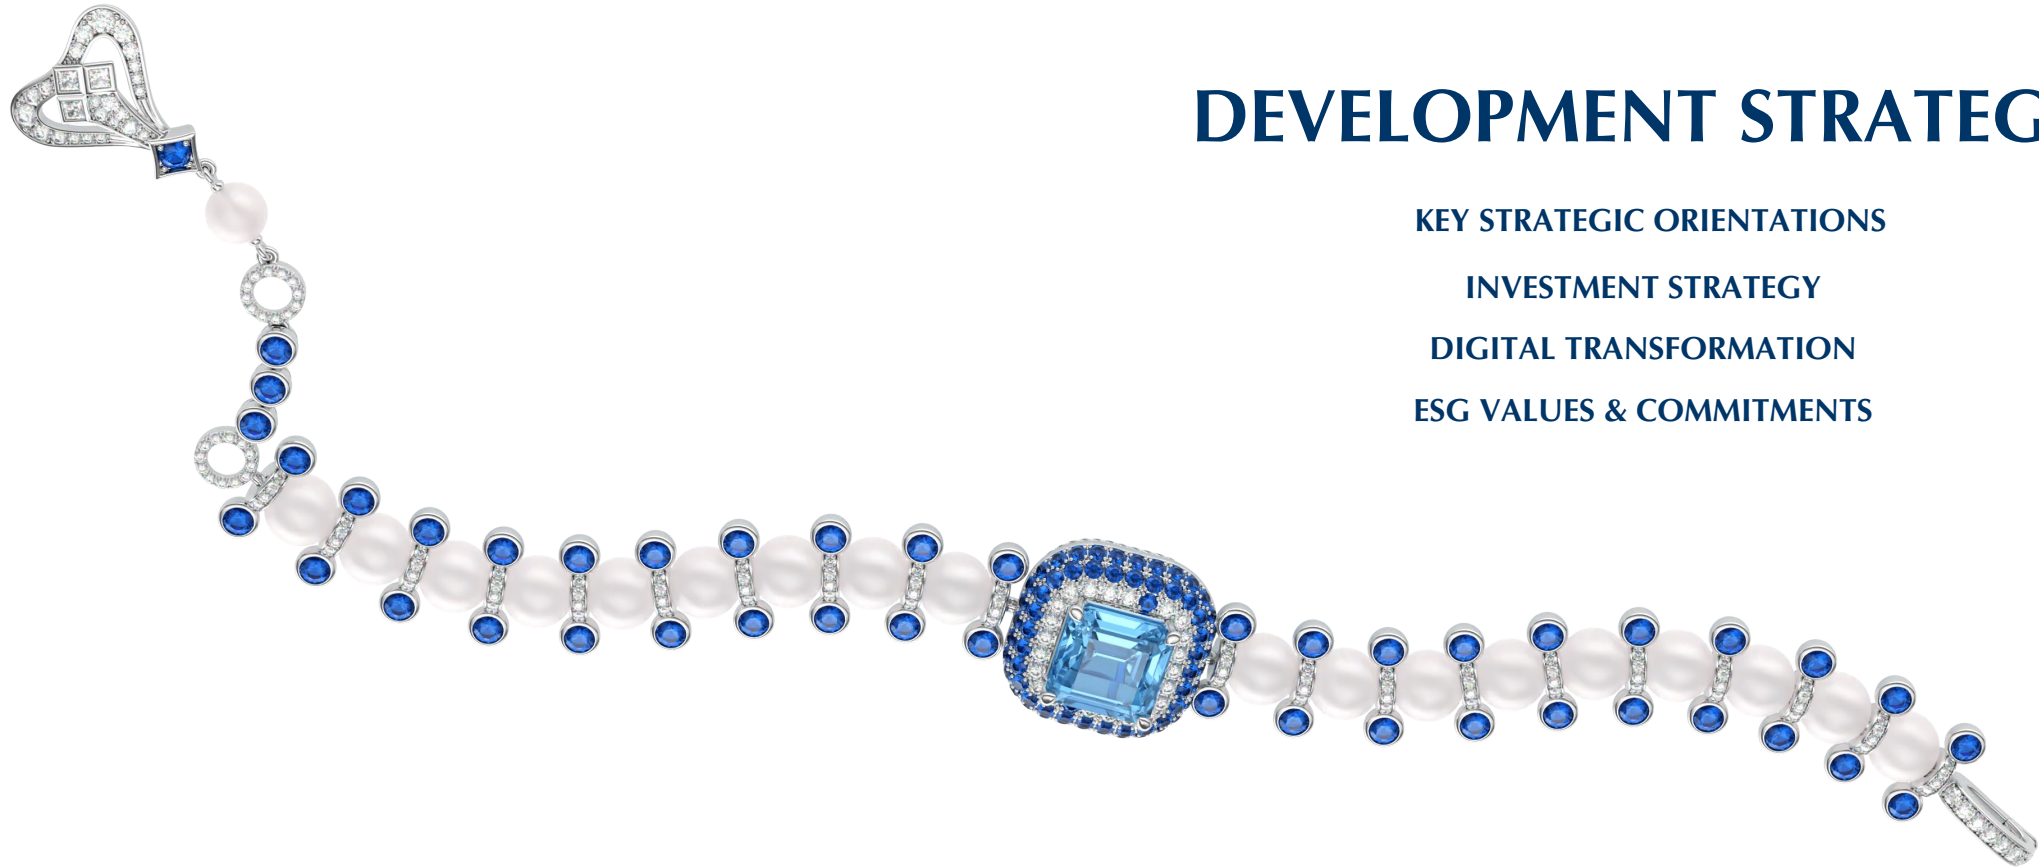 DEVELOPMENT STRATEG
KEY STRATEGIC ORIENTATIONS
INVESTMENT STRATEGY
DIGITAL TRANSFORMATION
ESG VALUES & COMMITMENTS